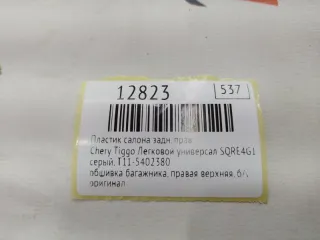 12823
537
Пластик салона задн.прав
Chery Tiggo Легковой универсал SQRE4G1
серый,T11-5402380
обшивка багажника, правая верхняя, б/,
оригинал